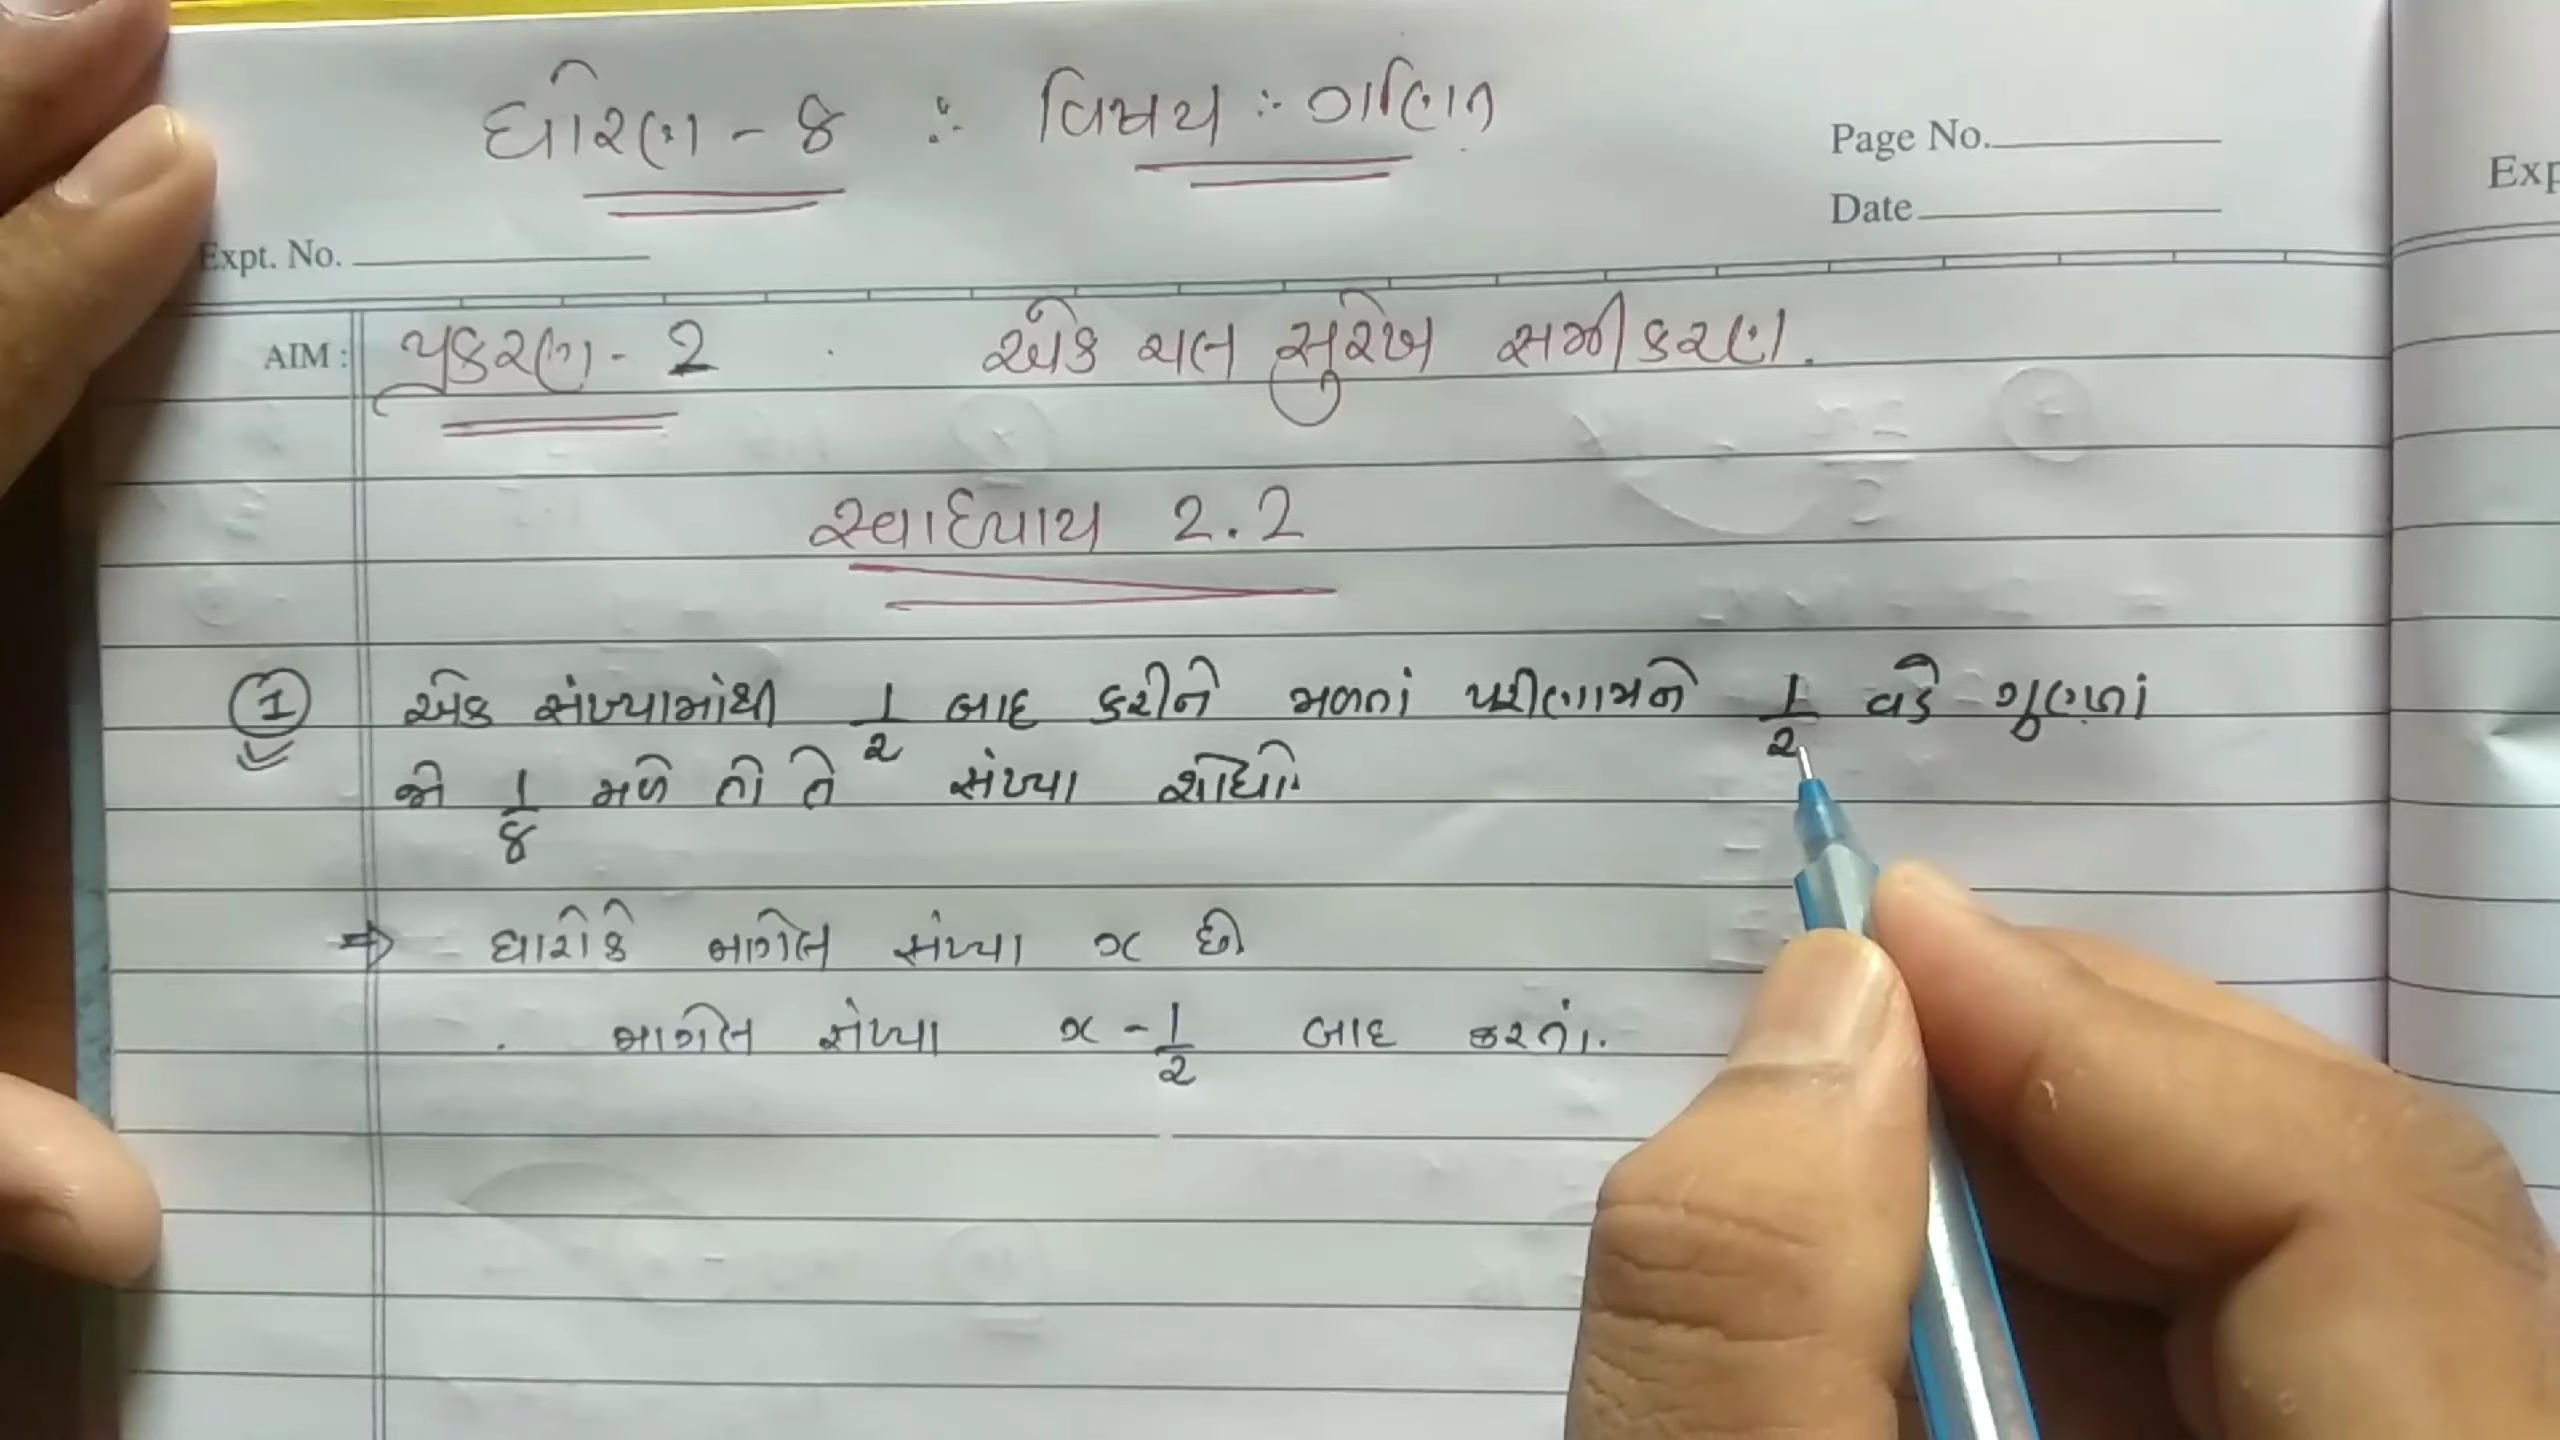 ધોરણ - 8 ∴ વિષય :- ગણિત
Page No.
Date
Expt. No.
Exp
AIM : પ્રકરણ - 2 એક ચલ સુરેખ સમીકરણ.
સ્વાધ્યાય 2.2
① એક સંખ્યામાંથી 1/2 બાદ કરીને મળતાં પરીણામને 1/2 વડે ગુણતાં
જો 1/8 મળે તો તે સંખ્યા શોધો.
⇒ ધારોકે માગેલ સંખ્યા x છે
માગેલ સંખ્યા x - 1/2 બાદ કરતાં.